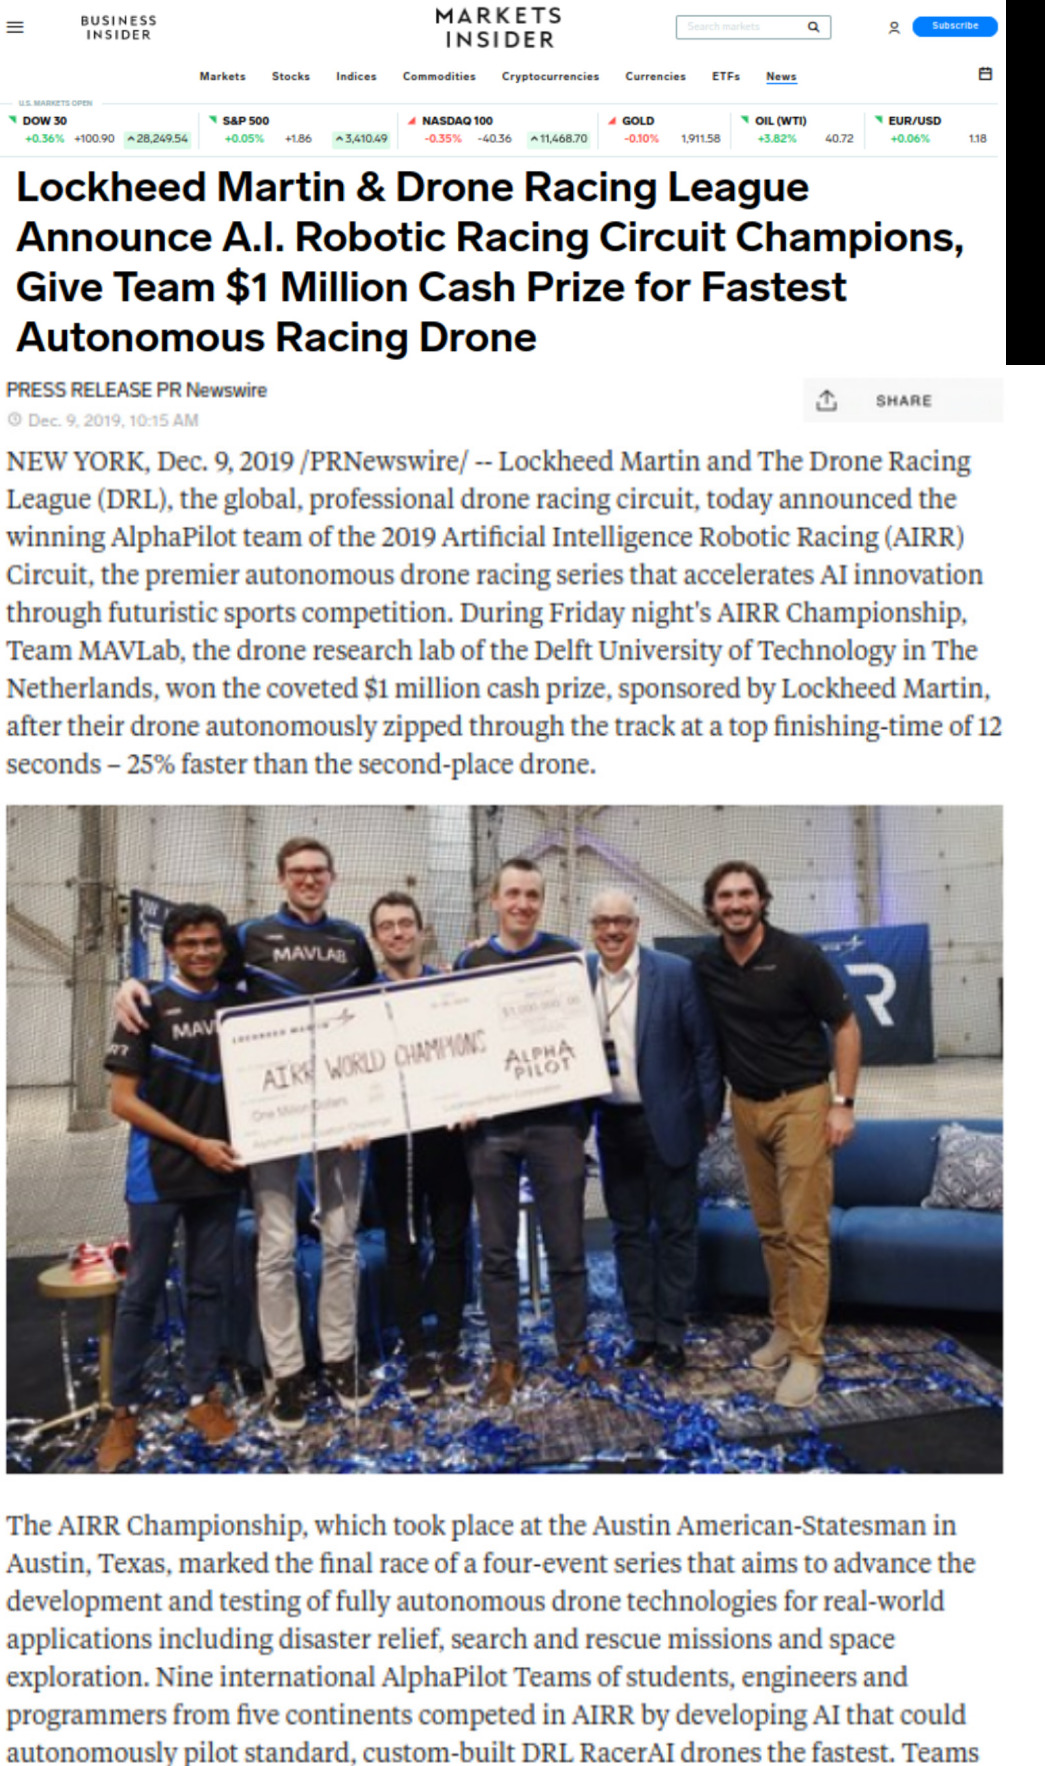 BUSINESS
INSIDER
MARKETS
INSIDER
Search markets
Subscribe
Markets Stocks Indices Commodities Cryptocurrencies Currencies ETFs News
U.S. MARKETS OPEN
DOW 30 S&P 500 NASDAQ 100 GOLD OIL (WTI) EUR/USD
+0.36% +100.90 28,249.54 +0.05% +1.86 3,410.49 -0.35% -40.36 11,468.70 -0.10% 1,911.58 +3.82% 40.72 +0.06% 1.18
Lockheed Martin & Drone Racing League
Announce A.I. Robotic Racing Circuit Champions,
Give Team $1 Million Cash Prize for Fastest
Autonomous Racing Drone
PRESS RELEASE PR Newswire
Dec. 9, 2019, 10:15 AM
SHARE
NEW YORK, Dec. 9, 2019 /PRNewswire/ -- Lockheed Martin and The Drone Racing
League (DRL), the global, professional drone racing circuit, today announced the
winning AlphaPilot team of the 2019 Artificial Intelligence Robotic Racing (AIRR)
Circuit, the premier autonomous drone racing series that accelerates AI innovation
through futuristic sports competition. During Friday night's AIRR Championship,
Team MAVLab, the drone research lab of the Delft University of Technology in The
Netherlands, won the coveted $1 million cash prize, sponsored by Lockheed Martin,
after their drone autonomously zipped through the track at a top finishing-time of 12
seconds – 25% faster than the second-place drone.
MAVLAB
MAV
R
LOCKHEED MARTIN
$1,000,000.00
AIRR WORLD CHAMPIONS
ALPHA
PILOT
One Million Dollars
The AIRR Championship, which took place at the Austin American-Statesman in
Austin, Texas, marked the final race of a four-event series that aims to advance the
development and testing of fully autonomous drone technologies for real-world
applications including disaster relief, search and rescue missions and space
exploration. Nine international AlphaPilot Teams of students, engineers and
programmers from five continents competed in AIRR by developing AI that could
autonomously pilot standard, custom-built DRL RacerAI drones the fastest. Teams